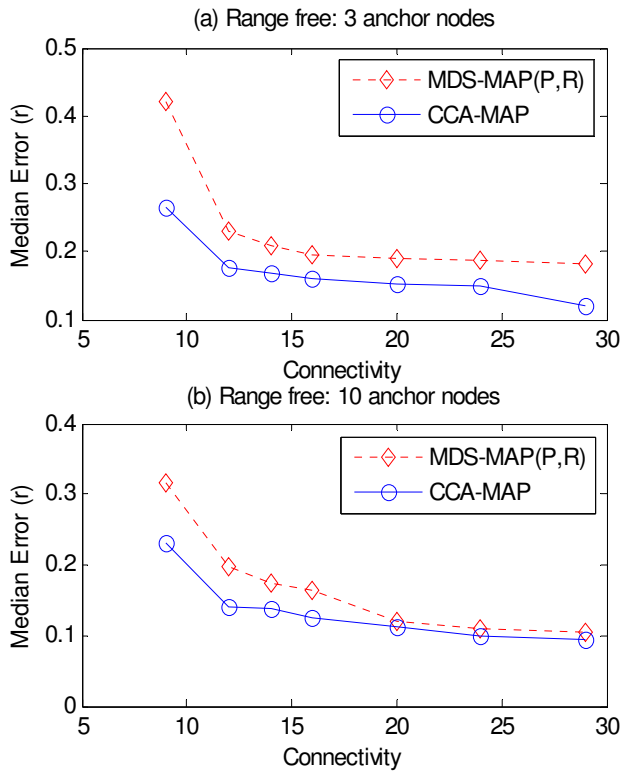 (a) Range free: 3 anchor nodes
0.5
0.4
0.3
0.2
0.1
Median Error (r)
MDS-MAP(P,R)
CCA-MAP
5 10 15 20 25 30
Connectivity
(b) Range free: 10 anchor nodes
0.4
0.3
0.2
0.1
0
Median Error (r)
MDS-MAP(P,R)
CCA-MAP
5 10 15 20 25 30
Connectivity